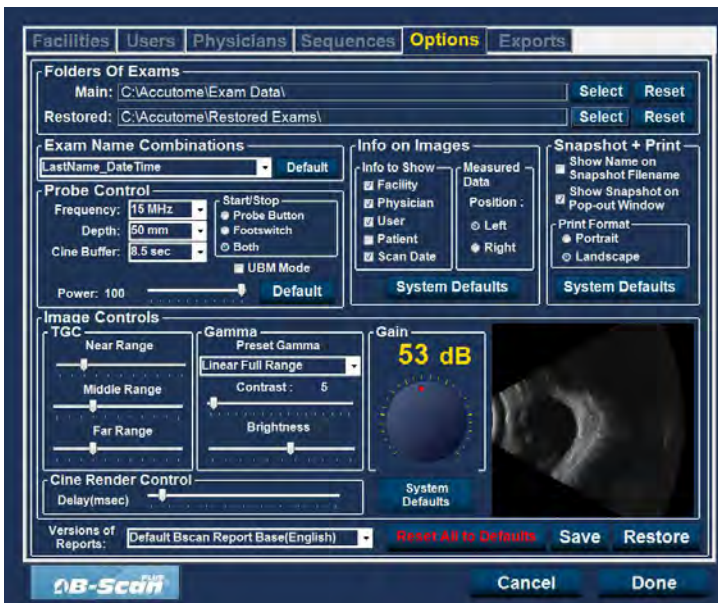 Facilities Users Physicians Sequences Options Exports
Folders Of Exams
Main: C:\Accutome\Exam Data\ Select Reset
Restored: C:\Accutome\Restored Exams\ Select Reset
Exam Name Combinations
LastName_DateTime Default
Probe Control
Frequency: 15 MHz
Depth: 50 mm
Cine Buffer: 8.5 sec
Start/Stop
Probe Button
Footswitch
Both
UBM Mode
Power: 100 Default
Info on Images
Info to Show
Facility
Physician
User
Patient
Scan Date
Measured
Data
Position :
Left
Right
System Defaults
Snapshot + Print
Show Name on
Snapshot Filename
Show Snapshot on
Pop-out Window
Print Format
Portrait
Landscape
System Defaults
Image Controls
TGC
Near Range
Middle Range
Far Range
Gamma
Preset Gamma
Linear Full Range
Contrast : 5
Brightness
Gain
53 dB
System
Defaults
Cine Render Control
Delay(msec)
Versions of
Reports: Default Bscan Report Base(English) Reset All to Defaults Save Restore
B-Scan PLUS Cancel Done